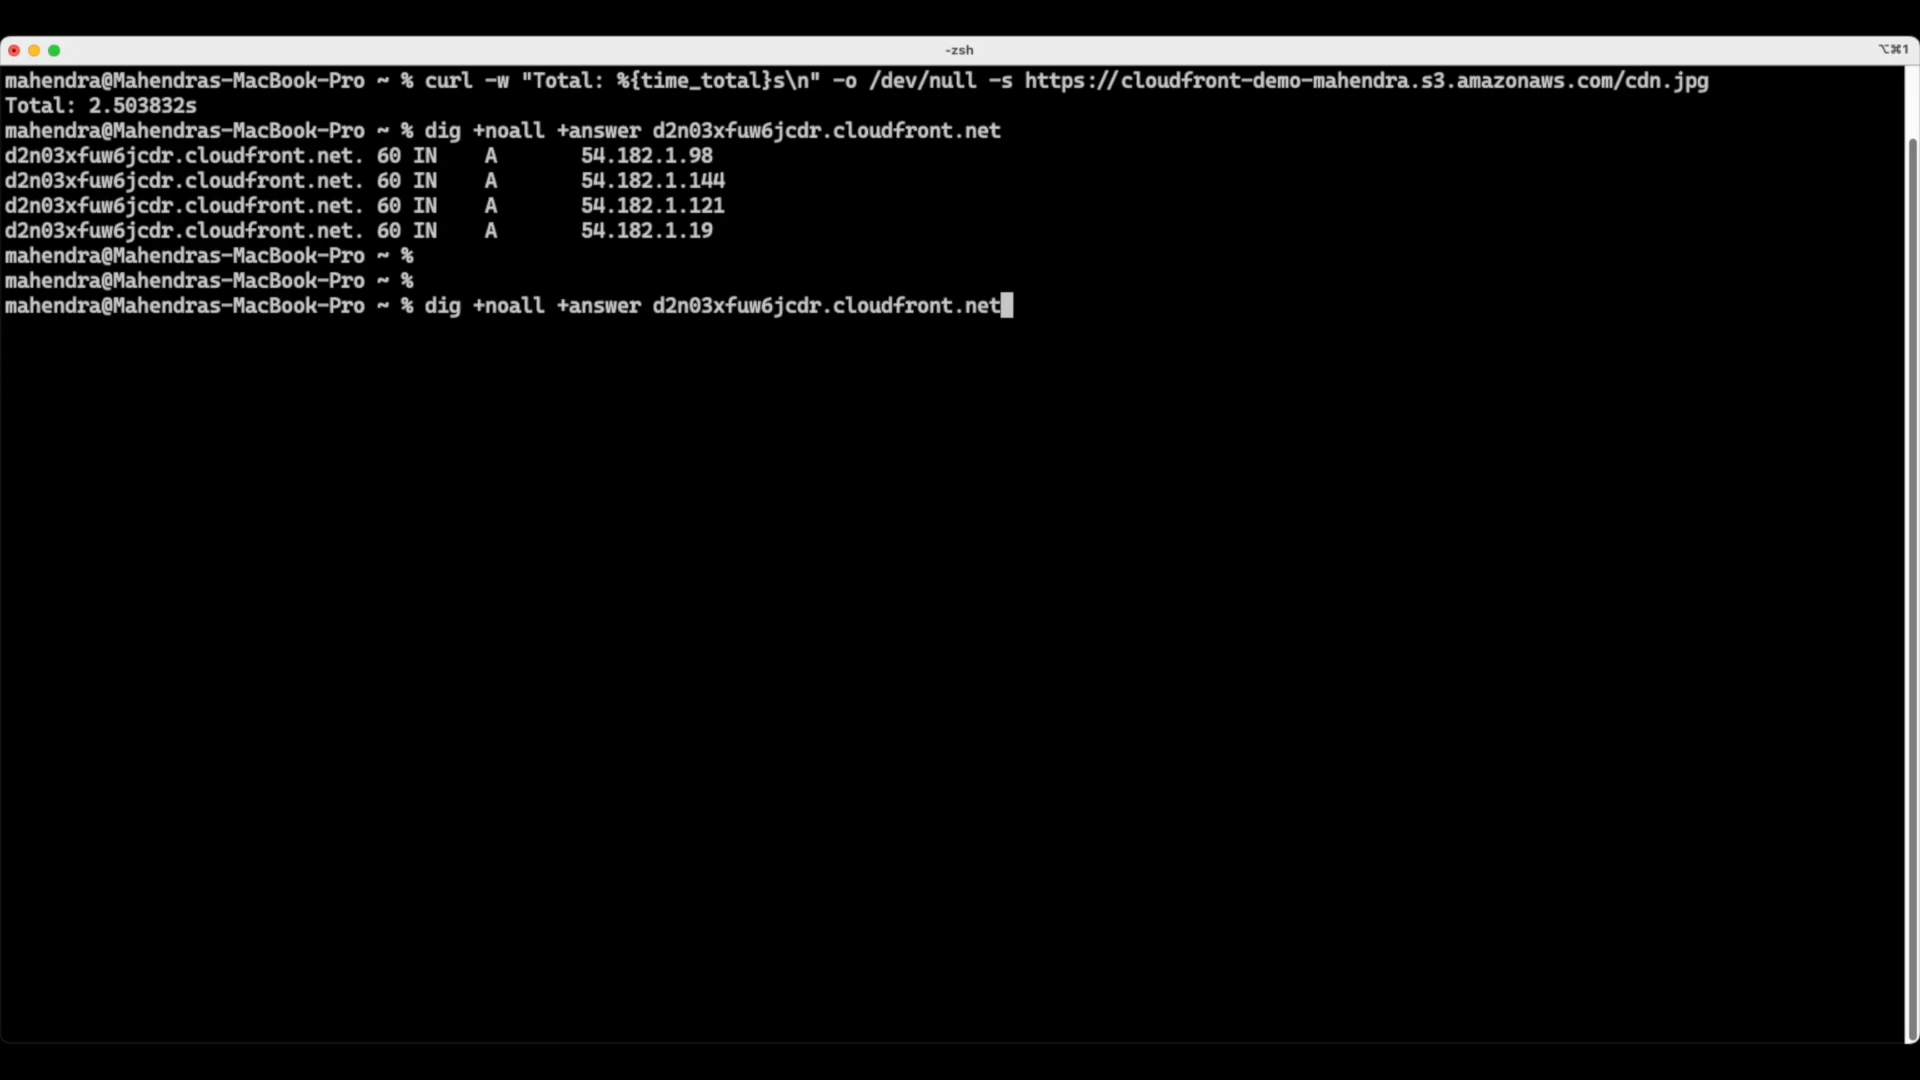 -zsh
⌥⌘1
mahendra@Mahendras-MacBook-Pro ~ % curl -w "Total: %{time_total}s\n" -o /dev/null -s https://cloudfront-demo-mahendra.s3.amazonaws.com/cdn.jpg
Total: 2.503832s
mahendra@Mahendras-MacBook-Pro ~ % dig +noall +answer d2n03xfuw6jcdr.cloudfront.net
d2n03xfuw6jcdr.cloudfront.net. 60 IN    A       54.182.1.98
d2n03xfuw6jcdr.cloudfront.net. 60 IN    A       54.182.1.144
d2n03xfuw6jcdr.cloudfront.net. 60 IN    A       54.182.1.121
d2n03xfuw6jcdr.cloudfront.net. 60 IN    A       54.182.1.19
mahendra@Mahendras-MacBook-Pro ~ %
mahendra@Mahendras-MacBook-Pro ~ %
mahendra@Mahendras-MacBook-Pro ~ % dig +noall +answer d2n03xfuw6jcdr.cloudfront.net